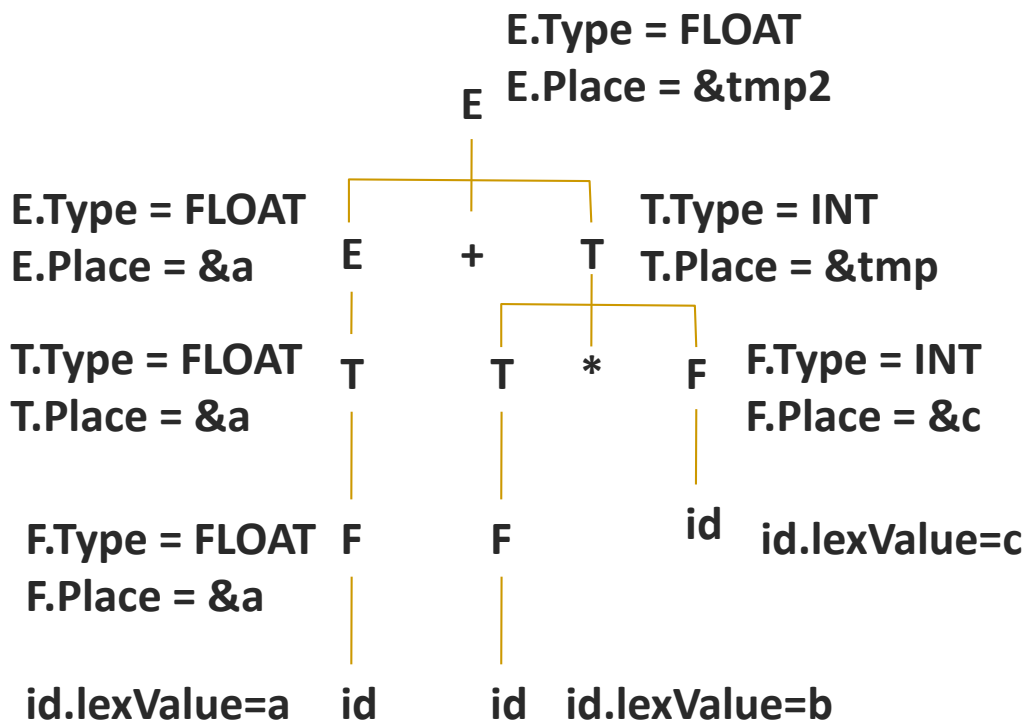 E.Type = FLOAT
E.Place = &tmp2
E
E.Type = FLOAT
E.Place = &a
E + T
T.Type = INT
T.Place = &tmp
T.Type = FLOAT
T.Place = &a
T T * F
F.Type = INT
F.Place = &c
F.Type = FLOAT
F.Place = &a
F F
id id.lexValue=c
id.lexValue=a id id id.lexValue=b